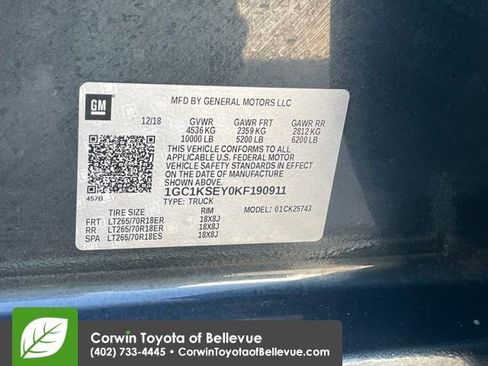 GM
MFD BY GENERAL MOTORS LLC
12/18 GVWR GAWR FRT GAWR RR
4536 KG 2359 KG 2812 KG
10000 LB 5200 LB 6200 LB
THIS VEHICLE CONFORMS TO ALL
APPLICABLE U.S. FEDERAL MOTOR
VEHICLE SAFETY STANDARDS IN EFFECT
ON THE DATE OF MANUFACTURE
SHOWN ABOVE.
457B
1GC1KSEY0KF190911
TYPE: TRUCK
TIRE SIZE RIM MODEL: 01CK25743
FRT LT265/70R18ER 18X8J
RR LT265/70R18ER 18X8J
SPA LT265/70R18ES 18X8J
Corwin Toyota of Bellevue
(402) 733-4445 • CorwinToyotaofBellevue.com